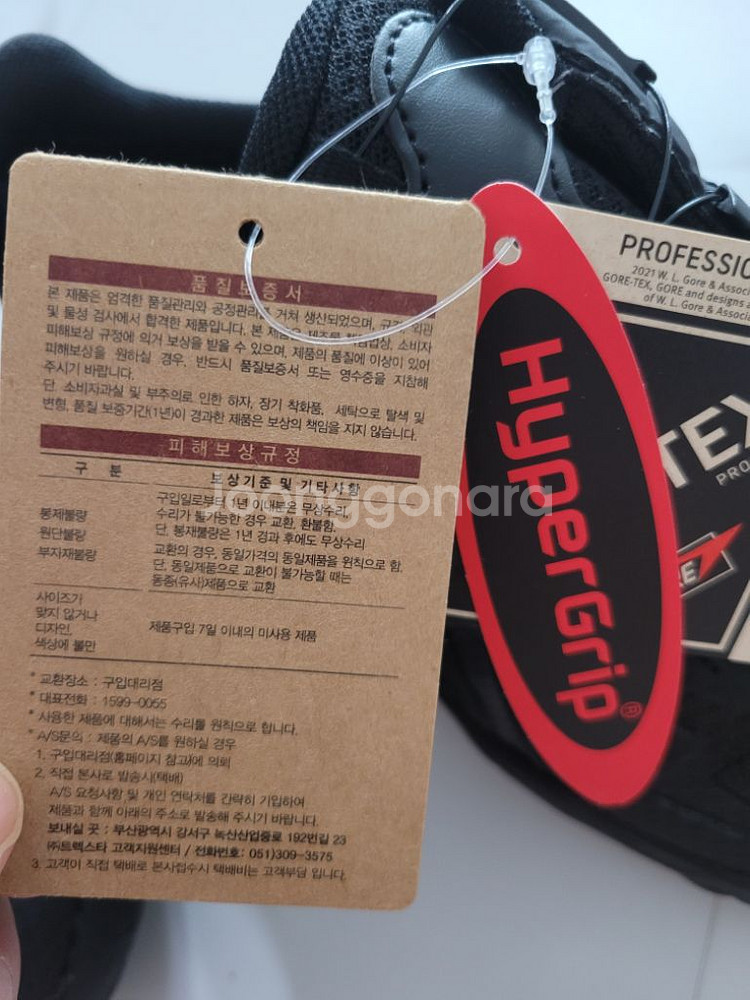 품질보증서
본 제품은 엄격한 품질관리와 공정관리를 거쳐 생산되었으며, 규격, 외관
및 물성 검사에서 합격한 제품입니다. 본 제품은 소비자
피해보상 규정에 의거 보상을 받을 수 있으며, 제품의 품질에 이상이 있어
피해보상을 원하실 경우, 반드시 품질보증서 또는 영수증을 지참해
주시기 바랍니다.
단, 소비자과실 및 부주의로 인한 하자, 장기 착화품, 세탁으로 탈색 및
변형, 품질 보증기간(1년)이 경과한 제품은 보상의 책임을 지지 않습니다.
피해보상규정
구 분 보상기준 및 기타사항
봉제불량
원단불량
부자재불량
구입일로부터 1년 이내분은 무상수리,
수리가 불가능한 경우 교환, 환불함.
단, 봉재불량은 1년 경과 후에도 무상수리
교환의 경우, 동일가격의 동일제품을 원칙으로 함.
단, 동일제품으로 교환이 불가능할 때는
동종(유사)제품으로 교환
사이즈가
맞지 않거나
디자인,
색상에 불만
제품구입 7일 이내의 미사용 제품
* 교환장소 : 구입대리점
* 대표전화 : 1599-0055
* 사용한 제품에 대해서는 수리를 원칙으로 합니다.
* A/S문의 : 제품의 A/S를 원하실 경우
1. 구입대리점(홈페이지 참고)에 의뢰
2. 직접 본사로 발송시(택배)
A/S 요청사항 및 개인 연락처를 간략히 기입하여
제품과 함께 아래의 주소로 발송해 주시기 바랍니다.
보내실 곳 : 부산광역시 강서구 녹산산업중로 192번길 23
㈜트렉스타 고객지원센터 / 전화번호: 051)309-3575
3. 고객이 직접 택배로 본사접수시 택배비는 고객부담 입니다.
HyperGrip®
PROFESSIO
2021 W. L. Gore & Associa
GORE-TEX, GORE and designs
of W. L. Gore & Associa
TEX
PRO
RE
Joonggonara